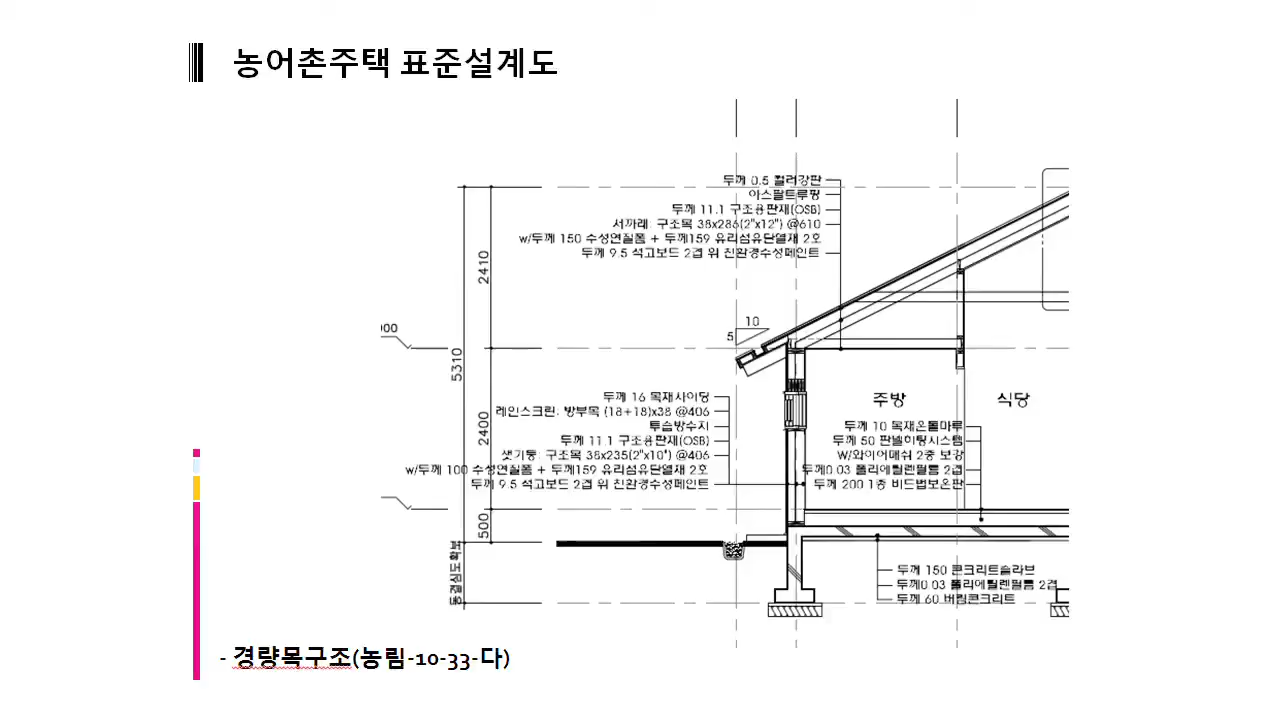 농어촌주택 표준설계도
두께 0.5 컬러강판
아스팔트루핑
두께 11.1 구조용판재(OSB)
서까래: 구조목 38x286(2"x12") @610
w/두께 150 수성연질폼 + 두께159 유리섬유단열재 2호
두께 9.5 석고보드 2겹 위 친환경수성페인트
2410
10
5
00
5310
2400
두께 16 목재사이딩
레인스크린: 방부목 (18+18)x38 @406
투습방수지
두께 11.1 구조용판재(OSB)
샛기둥: 구조목 38x235(2"x10") @406
w/두께 100 수성연질폼 + 두께159 유리섬유단열재 2호
두께 9.5 석고보드 2겹 위 친환경수성페인트
주방
식당
두께 10 목재온돌마루
두께 50 판넬히팅시스템
W/와이어매쉬 2중 보강
두께0.03 폴리에틸렌필름 2겹
두께 200 1종 비드법보온판
500
동결심도확보
두께 150 콘크리트슬라브
두께0.03 폴리에틸렌필름 2겹
두께 60 버림콘크리트
- 경량목구조(농림-10-33-다)